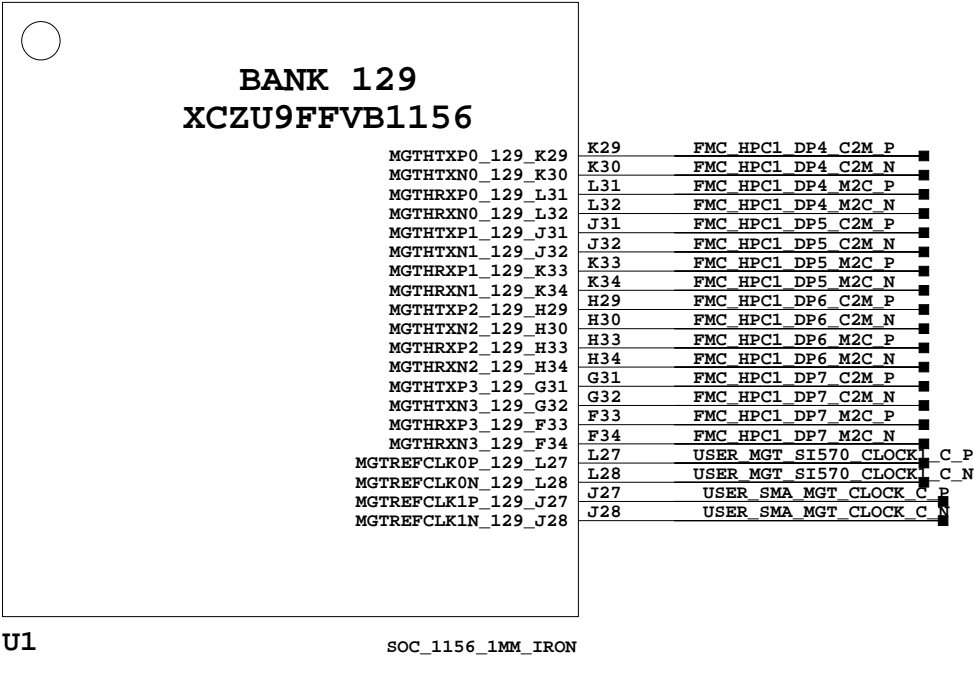 BANK 129
XCZU9FFVB1156
MGTHTXP0_129_K29 K29 FMC_HPC1_DP4_C2M_P
MGTHTXN0_129_K30 K30 FMC_HPC1_DP4_C2M_N
MGTHRXP0_129_L31 L31 FMC_HPC1_DP4_M2C_P
MGTHRXN0_129_L32 L32 FMC_HPC1_DP4_M2C_N
MGTHTXP1_129_J31 J31 FMC_HPC1_DP5_C2M_P
MGTHTXN1_129_J32 J32 FMC_HPC1_DP5_C2M_N
MGTHRXP1_129_K33 K33 FMC_HPC1_DP5_M2C_P
MGTHRXN1_129_K34 K34 FMC_HPC1_DP5_M2C_N
MGTHTXP2_129_H29 H29 FMC_HPC1_DP6_C2M_P
MGTHTXN2_129_H30 H30 FMC_HPC1_DP6_C2M_N
MGTHRXP2_129_H33 H33 FMC_HPC1_DP6_M2C_P
MGTHRXN2_129_H34 H34 FMC_HPC1_DP6_M2C_N
MGTHTXP3_129_G31 G31 FMC_HPC1_DP7_C2M_P
MGTHTXN3_129_G32 G32 FMC_HPC1_DP7_C2M_N
MGTHRXP3_129_F33 F33 FMC_HPC1_DP7_M2C_P
MGTHRXN3_129_F34 F34 FMC_HPC1_DP7_M2C_N
MGTREFCLK0P_129_L27 L27 USER_MGT_SI570_CLOCK1_C_P
MGTREFCLK0N_129_L28 L28 USER_MGT_SI570_CLOCK1_C_N
MGTREFCLK1P_129_J27 J27 USER_SMA_MGT_CLOCK_C_P
MGTREFCLK1N_129_J28 J28 USER_SMA_MGT_CLOCK_C_N
U1 SOC_1156_1MM_IRON